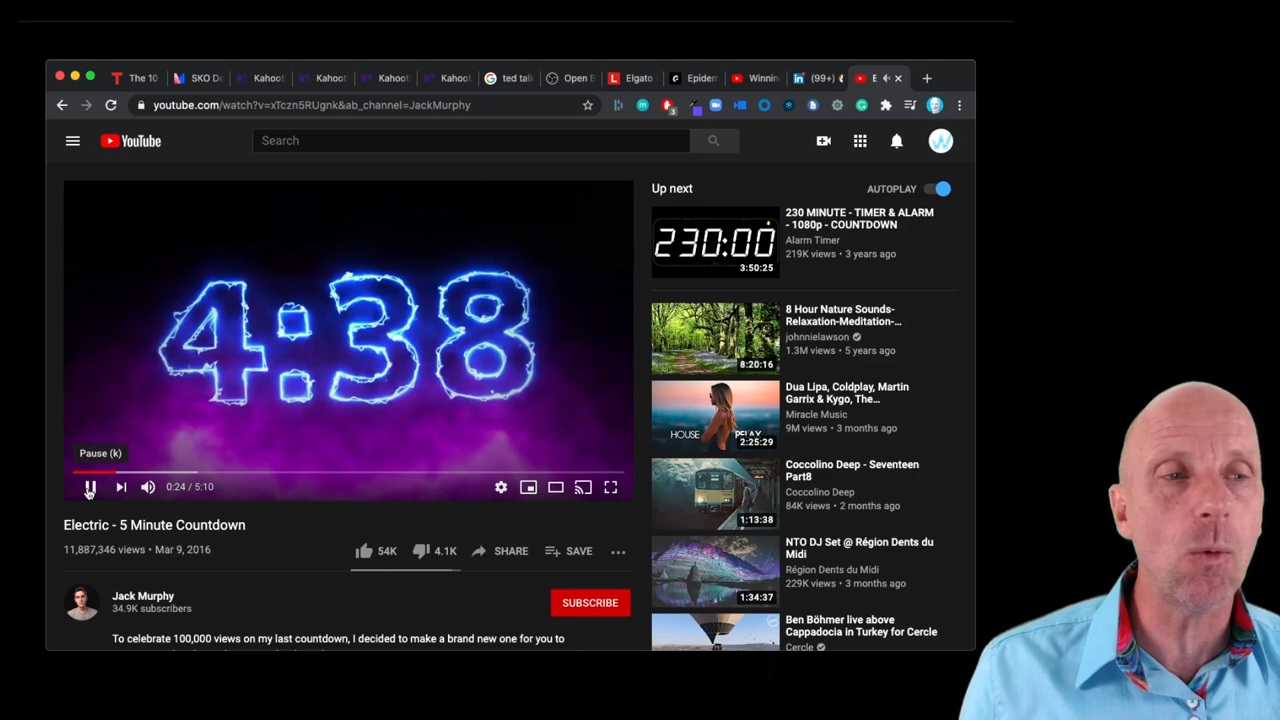 The 10
SKO De
Kahoot
Kahoot
Kahoot
Kahoot
ted talk
Open B
Elgato
Epidem
Winning
(99+)
E
youtube.com/watch?v=xTczn5RUgnk&ab_channel=JackMurphy
3
YouTube
Search
4:38
Pause (k)
0:24 / 5:10
Electric - 5 Minute Countdown
11,887,346 views • Mar 9, 2016
54K
4.1K
SHARE
SAVE
Jack Murphy
34.9K subscribers
SUBSCRIBE
To celebrate 100,000 views on my last countdown, I decided to make a brand new one for you to
Up next
AUTOPLAY
230:00
3:50:25
230 MINUTE - TIMER & ALARM
- 1080p - COUNTDOWN
Alarm Timer
219K views • 3 years ago
8:20:16
8 Hour Nature Sounds-
Relaxation-Meditation-...
johnnielawson
1.3M views • 5 years ago
HOUSE RELAX
2:25:29
Dua Lipa, Coldplay, Martin
Garrix & Kygo, The...
Miracle Music
9M views • 3 months ago
1:13:38
Coccolino Deep - Seventeen
Part8
Coccolino Deep
84K views • 2 months ago
1:34:37
NTO DJ Set @ Région Dents du
Midi
Région Dents du Midi
229K views • 3 months ago
Ben Böhmer live above
Cappadocia in Turkey for Cercle
Cercle